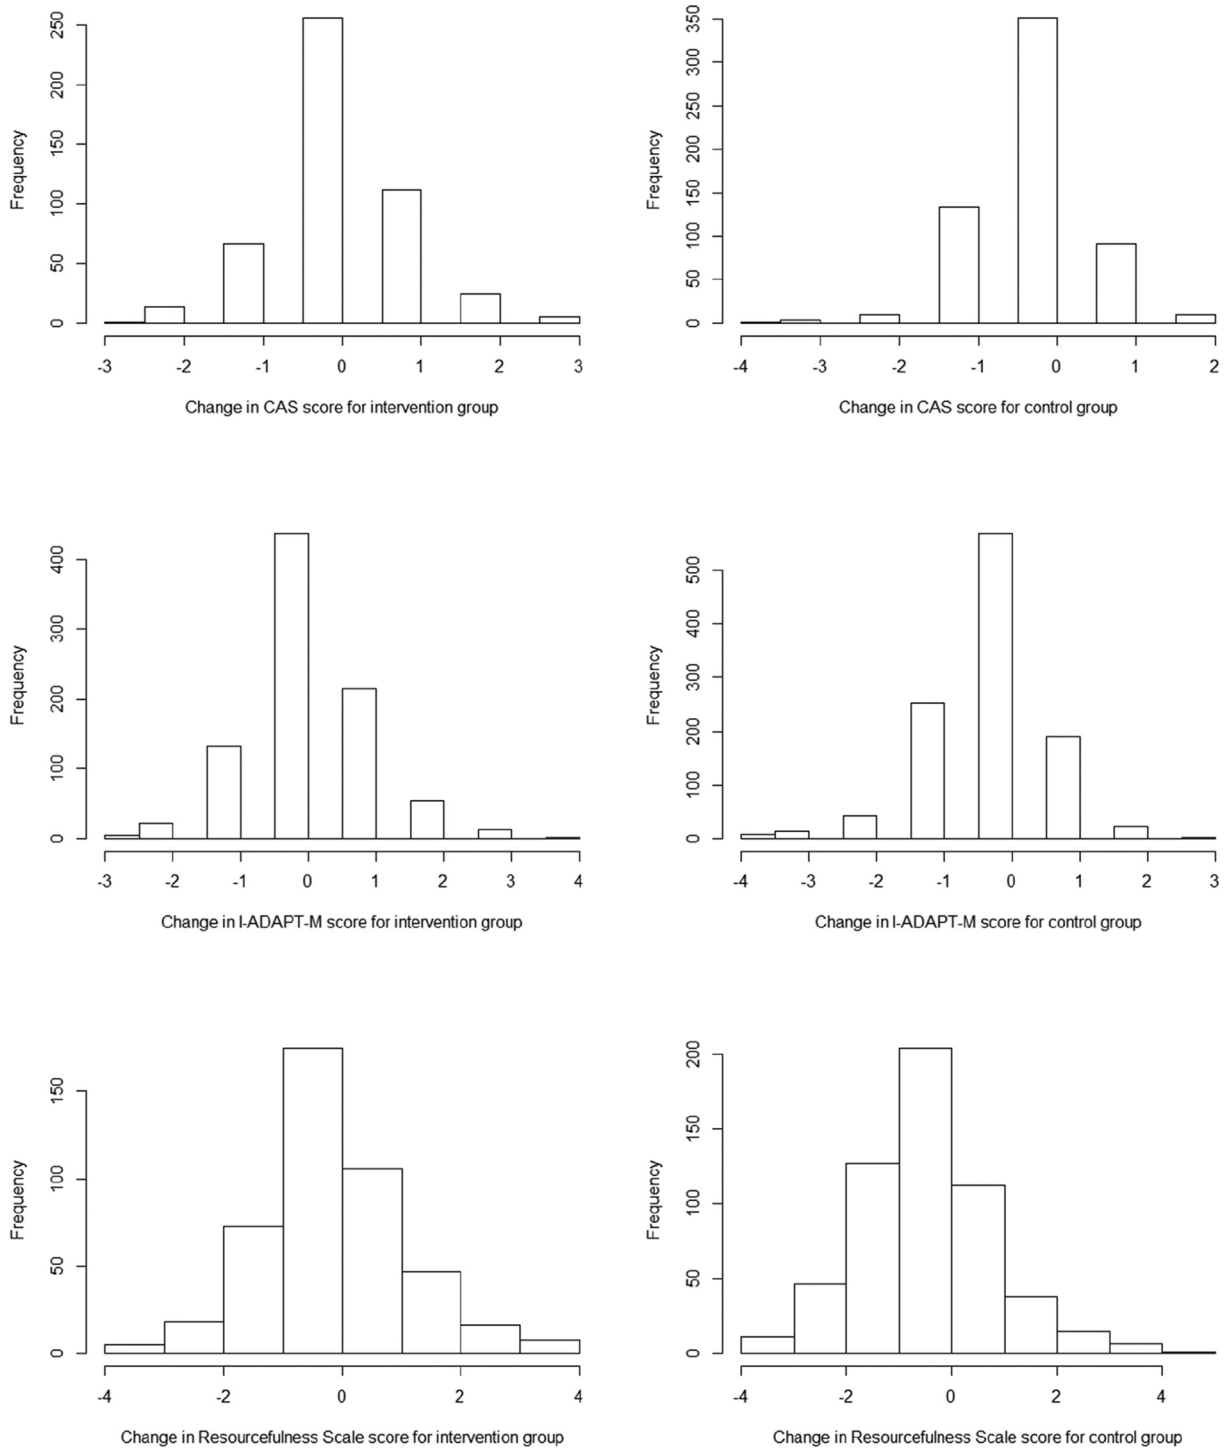 250
200
150
100
50
0
Frequency
-3 -2 -1 0 1 2 3
Change in CAS score for intervention group
350
300
250
200
150
100
50
0
Frequency
-4 -3 -2 -1 0 1 2
Change in CAS score for control group
400
300
200
100
0
Frequency
-3 -2 -1 0 1 2 3 4
Change in I-ADAPT-M score for intervention group
500
400
300
200
100
0
Frequency
-4 -3 -2 -1 0 1 2 3
Change in I-ADAPT-M score for control group
150
100
50
0
Frequency
-4 -2 0 2 4
Change in Resourcefulness Scale score for intervention group
200
150
100
50
0
Frequency
-4 -2 0 2 4
Change in Resourcefulness Scale score for control group